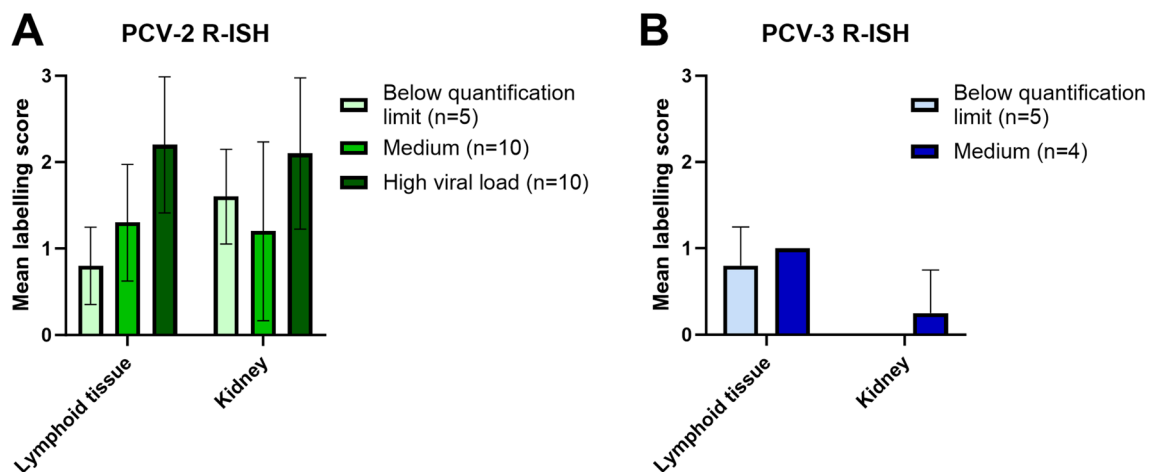 A
PCV-2 R-ISH
Mean labelling score
3
2
1
0
Lymphoid tissue
Kidney
Below quantification
limit (n=5)
Medium (n=10)
High viral load (n=10)
B
PCV-3 R-ISH
Mean labelling score
3
2
1
0
Lymphoid tissue
Kidney
Below quantification
limit (n=5)
Medium (n=4)